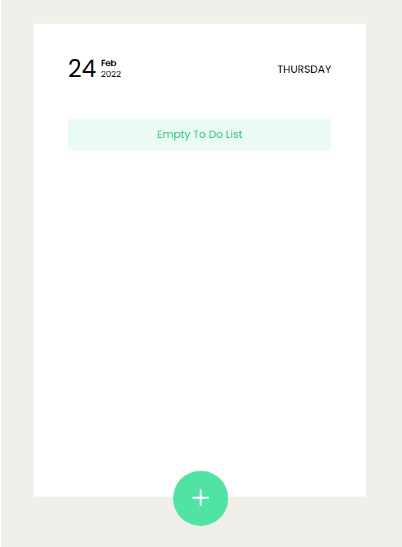 24 Feb
2022
THURSDAY
Empty To Do List
+